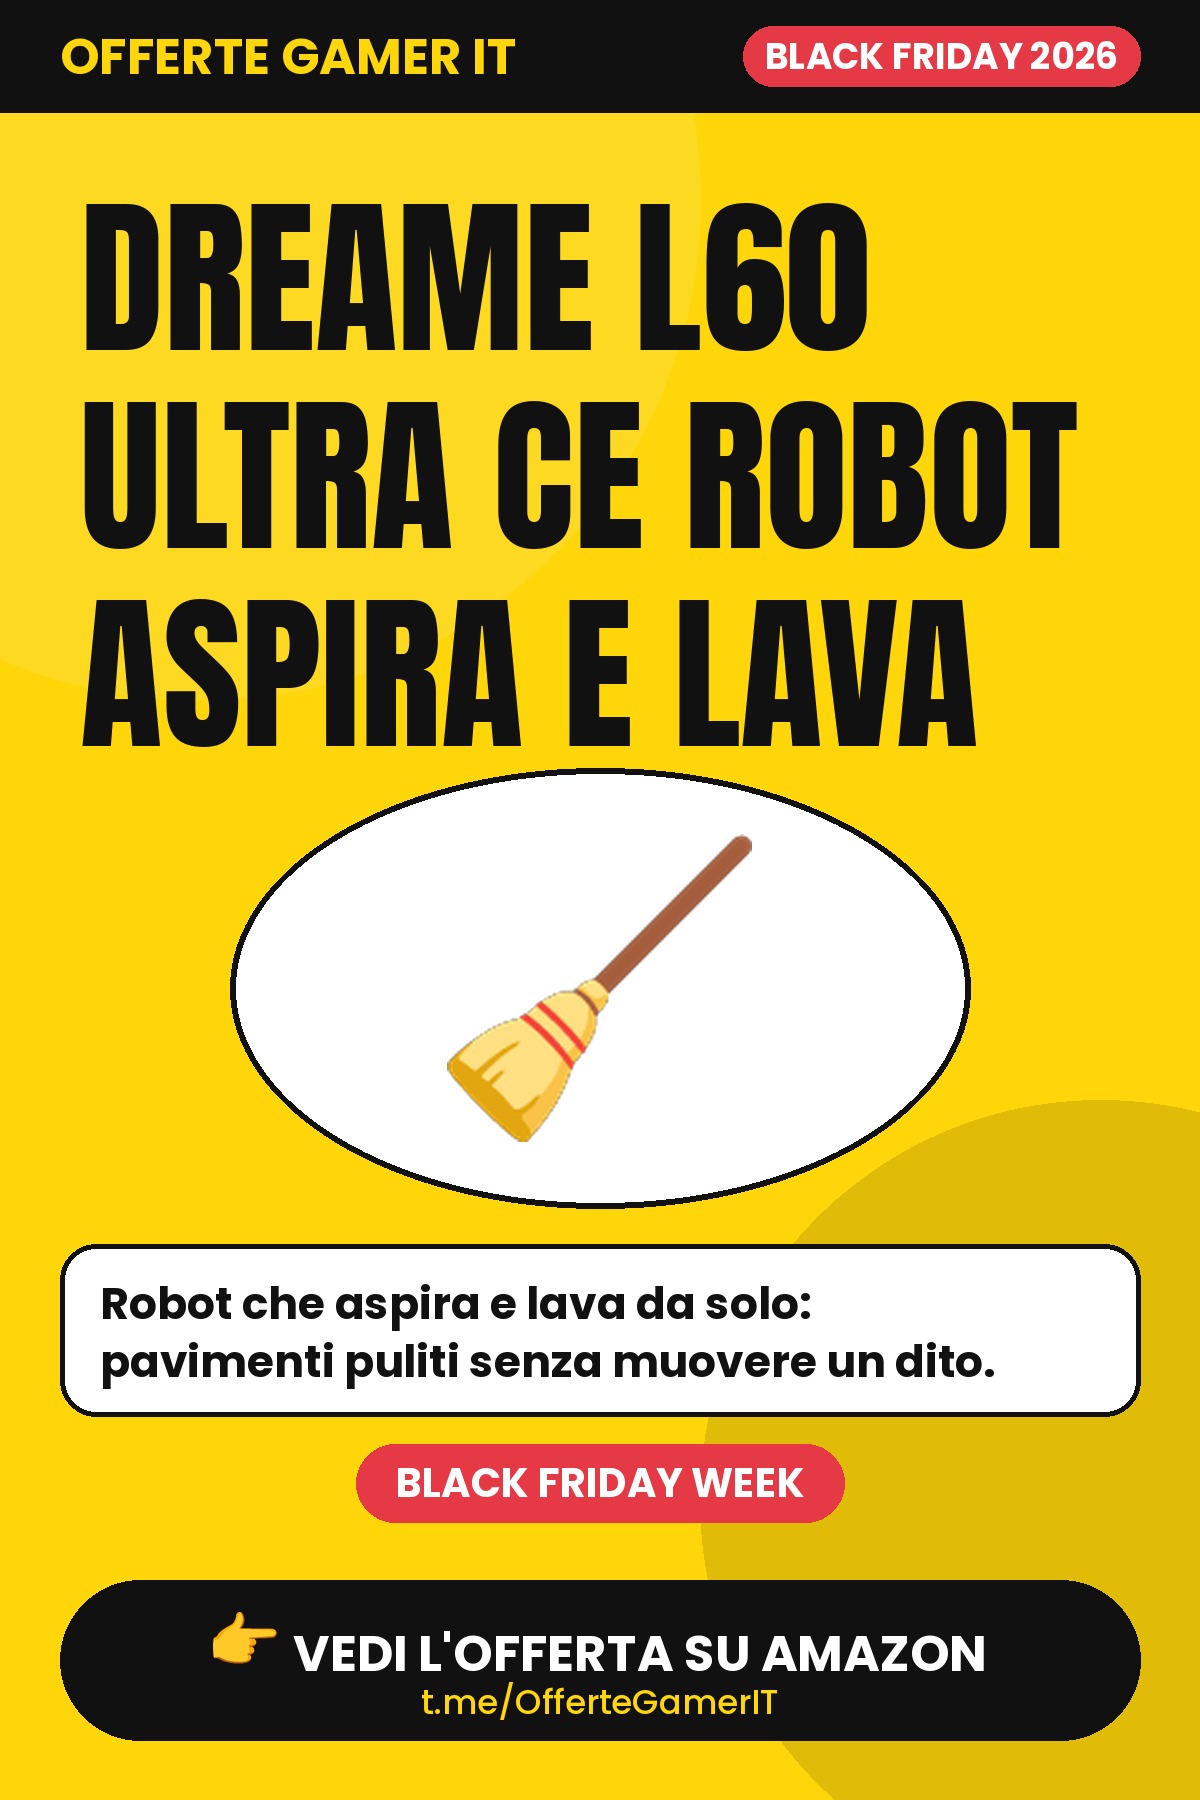 OFFERTE GAMER IT
BLACK FRIDAY 2026
DREAME L60
ULTRA CE ROBOT
ASPIRA E LAVA
Robot che aspira e lava da solo:
pavimenti puliti senza muovere un dito.
BLACK FRIDAY WEEK
VEDI L'OFFERTA SU AMAZON
t.me/OfferteGamerIT